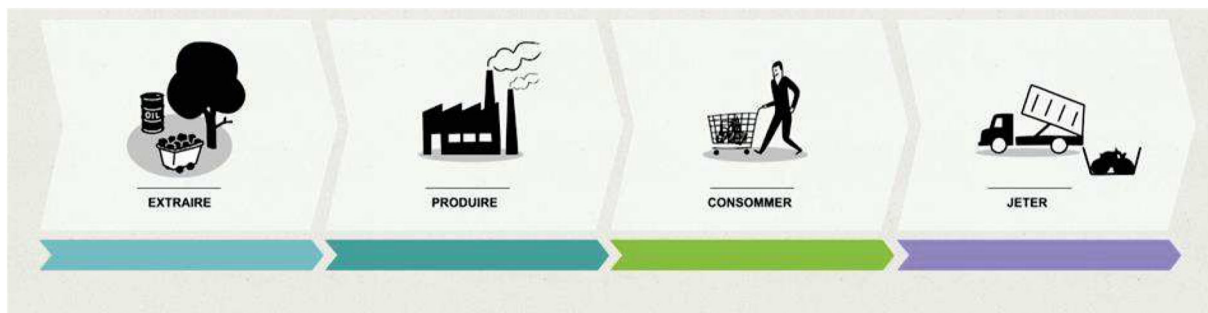 OIL
EXTRAIRE
PRODUIRE
CONSOMMER
JETER